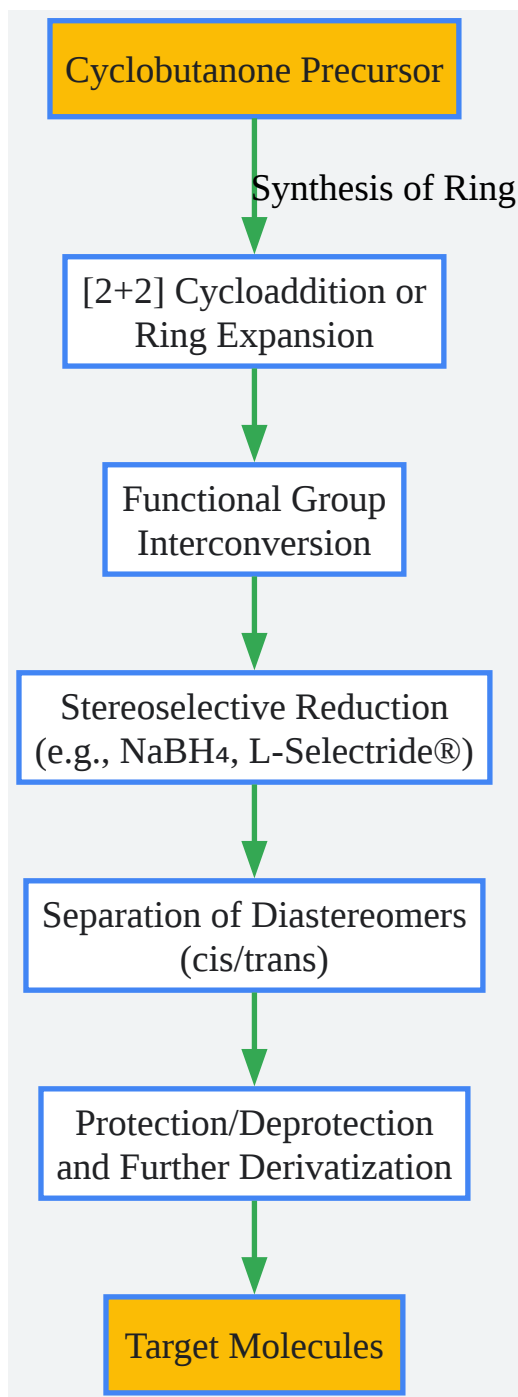 Cyclobutanone Precursor
Synthesis of Ring
[2+2] Cycloaddition or
Ring Expansion
Functional Group
Interconversion
Stereoselective Reduction
(e.g., NaBH₄, L-Selectride®)
Separation of Diastereomers
(cis/trans)
Protection/Deprotection
and Further Derivatization
Target Molecules